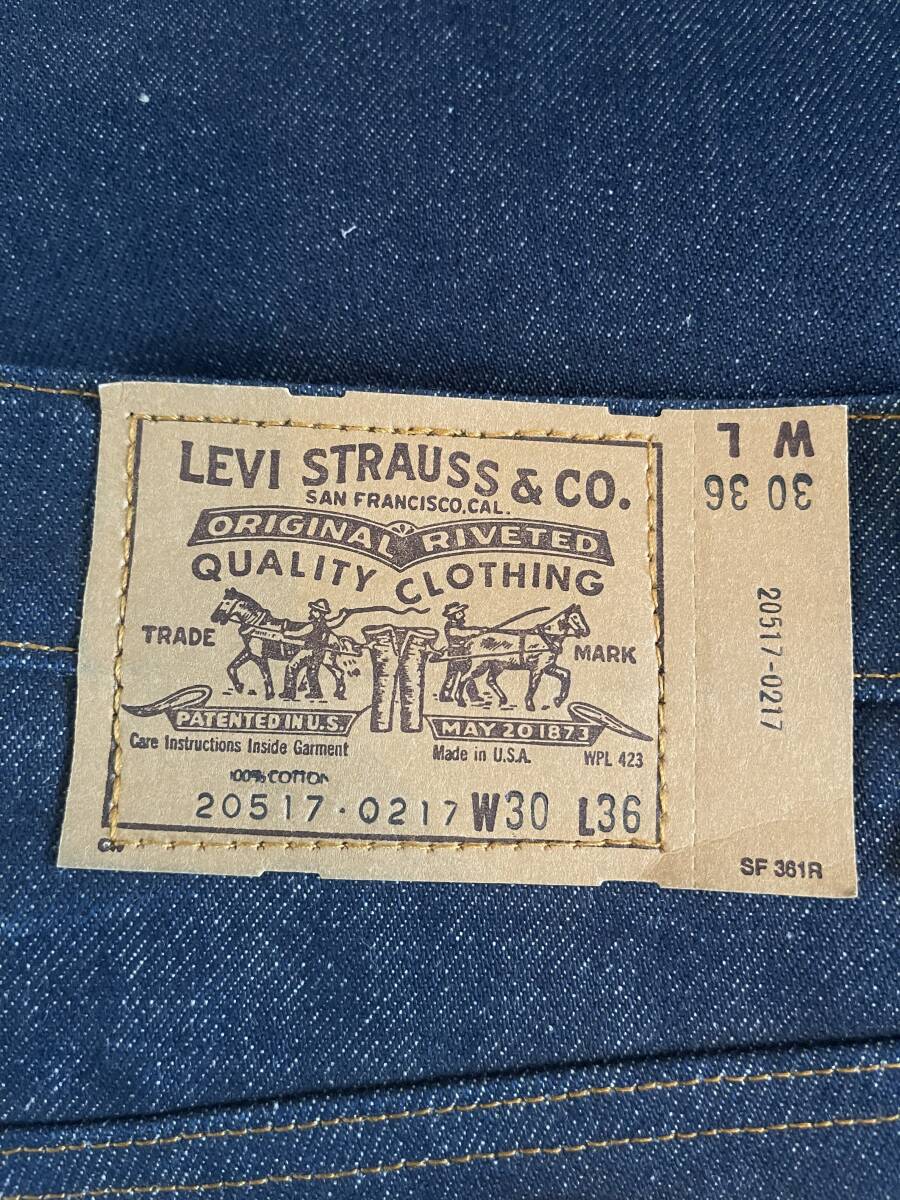 LEVI STRAUSS & CO.
SAN FRANCISCO, CAL.
ORIGINAL RIVETED
QUALITY CLOTHING
TRADE MARK
PATENTED IN U.S. MAY 20 1873
Care Instructions Inside Garment Made in U.S.A. WPL 423
100% COTTON
20517·0217 W30 L36
W L
30 36
20517-0217
SF 361R